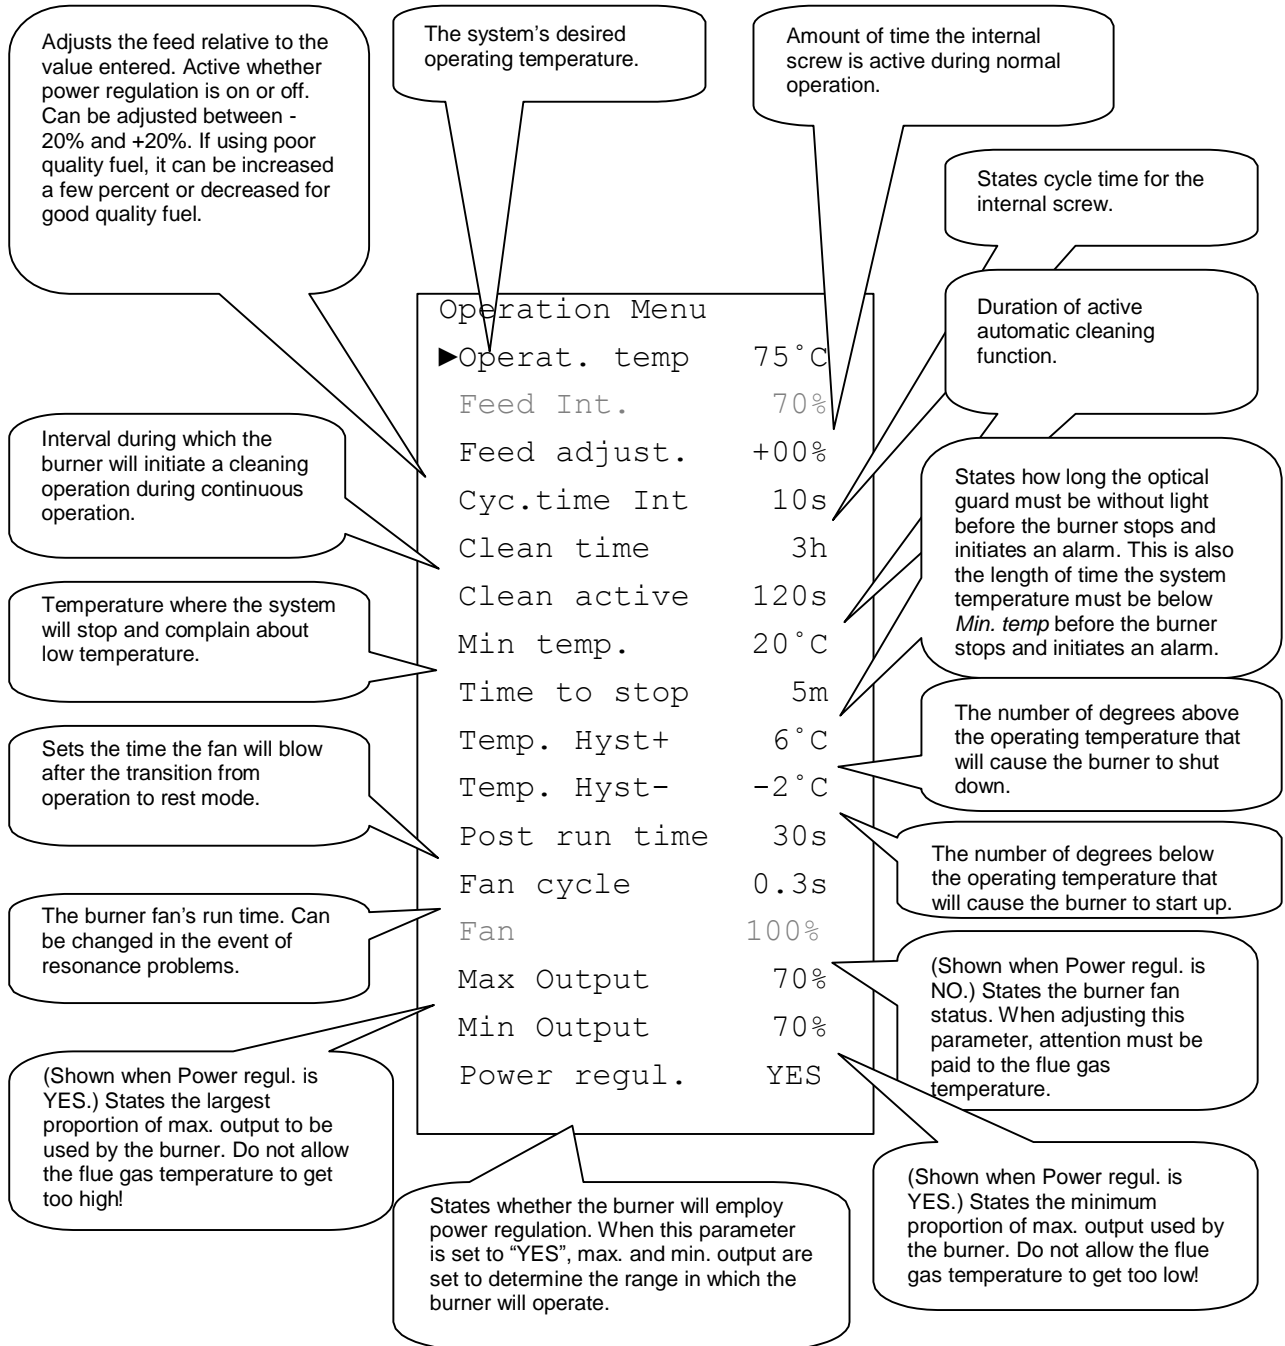 Adjusts the feed relative to the
value entered. Active whether
power regulation is on or off.
Can be adjusted between -
20% and +20%. If using poor
quality fuel, it can be increased
a few percent or decreased for
good quality fuel.
The system’s desired
operating temperature.
Amount of time the internal
screw is active during normal
operation.
States cycle time for the
internal screw.
Duration of active
automatic cleaning
function.
Interval during which the
burner will initiate a cleaning
operation during continuous
operation.
Temperature where the system
will stop and complain about
low temperature.
Sets the time the fan will blow
after the transition from
operation to rest mode.
The burner fan’s run time. Can
be changed in the event of
resonance problems.
(Shown when Power regul. is
YES.) States the largest
proportion of max. output to be
used by the burner. Do not allow
the flue gas temperature to get
too high!
Operation Menu
►Operat. temp 75˚C
Feed Int. 70%
Feed adjust. +00%
Cyc.time Int 10s
Clean time 3h
Clean active 120s
Min temp. 20˚C
Time to stop 5m
Temp. Hyst+ 6˚C
Temp. Hyst- -2˚C
Post run time 30s
Fan cycle 0.3s
Fan 100%
Max Output 70%
Min Output 70%
Power regul. YES
States how long the optical
guard must be without light
before the burner stops and
initiates an alarm. This is also
the length of time the system
temperature must be below
Min. temp before the burner
stops and initiates an alarm.
The number of degrees above
the operating temperature that
will cause the burner to shut
down.
The number of degrees below
the operating temperature that
will cause the burner to start up.
(Shown when Power regul. is
NO.) States the burner fan
status. When adjusting this
parameter, attention must be
paid to the flue gas
temperature.
(Shown when Power regul. is
YES.) States the minimum
proportion of max. output used by
the burner. Do not allow the flue
gas temperature to get too low!
States whether the burner will employ
power regulation. When this parameter
is set to “YES”, max. and min. output are
set to determine the range in which the
burner will operate.